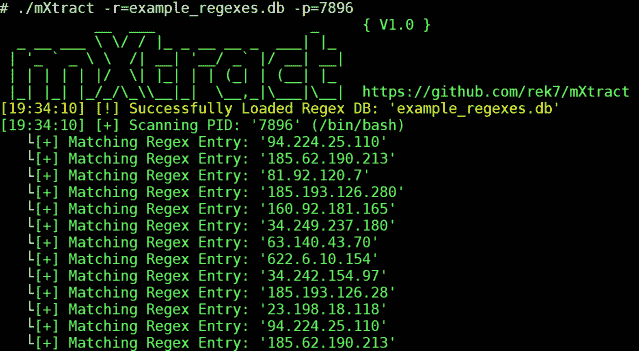 # ./mXtract -r=example_regexes.db -p=7896
{ V1.0 }
mXtract
https://github.com/rek7/mXtract
[19:34:10] [!] Successfully Loaded Regex DB: 'example_regexes.db'
[19:34:10] [+] Scanning PID: '7896' (/bin/bash)
└[+] Matching Regex Entry: '94.224.25.110'
└[+] Matching Regex Entry: '185.62.190.213'
└[+] Matching Regex Entry: '81.92.120.7'
└[+] Matching Regex Entry: '185.193.126.280'
└[+] Matching Regex Entry: '160.92.181.165'
└[+] Matching Regex Entry: '34.249.237.180'
└[+] Matching Regex Entry: '63.140.43.70'
└[+] Matching Regex Entry: '622.6.10.154'
└[+] Matching Regex Entry: '34.242.154.97'
└[+] Matching Regex Entry: '185.193.126.28'
└[+] Matching Regex Entry: '23.198.18.118'
└[+] Matching Regex Entry: '94.224.25.110'
└[+] Matching Regex Entry: '185.62.190.213'